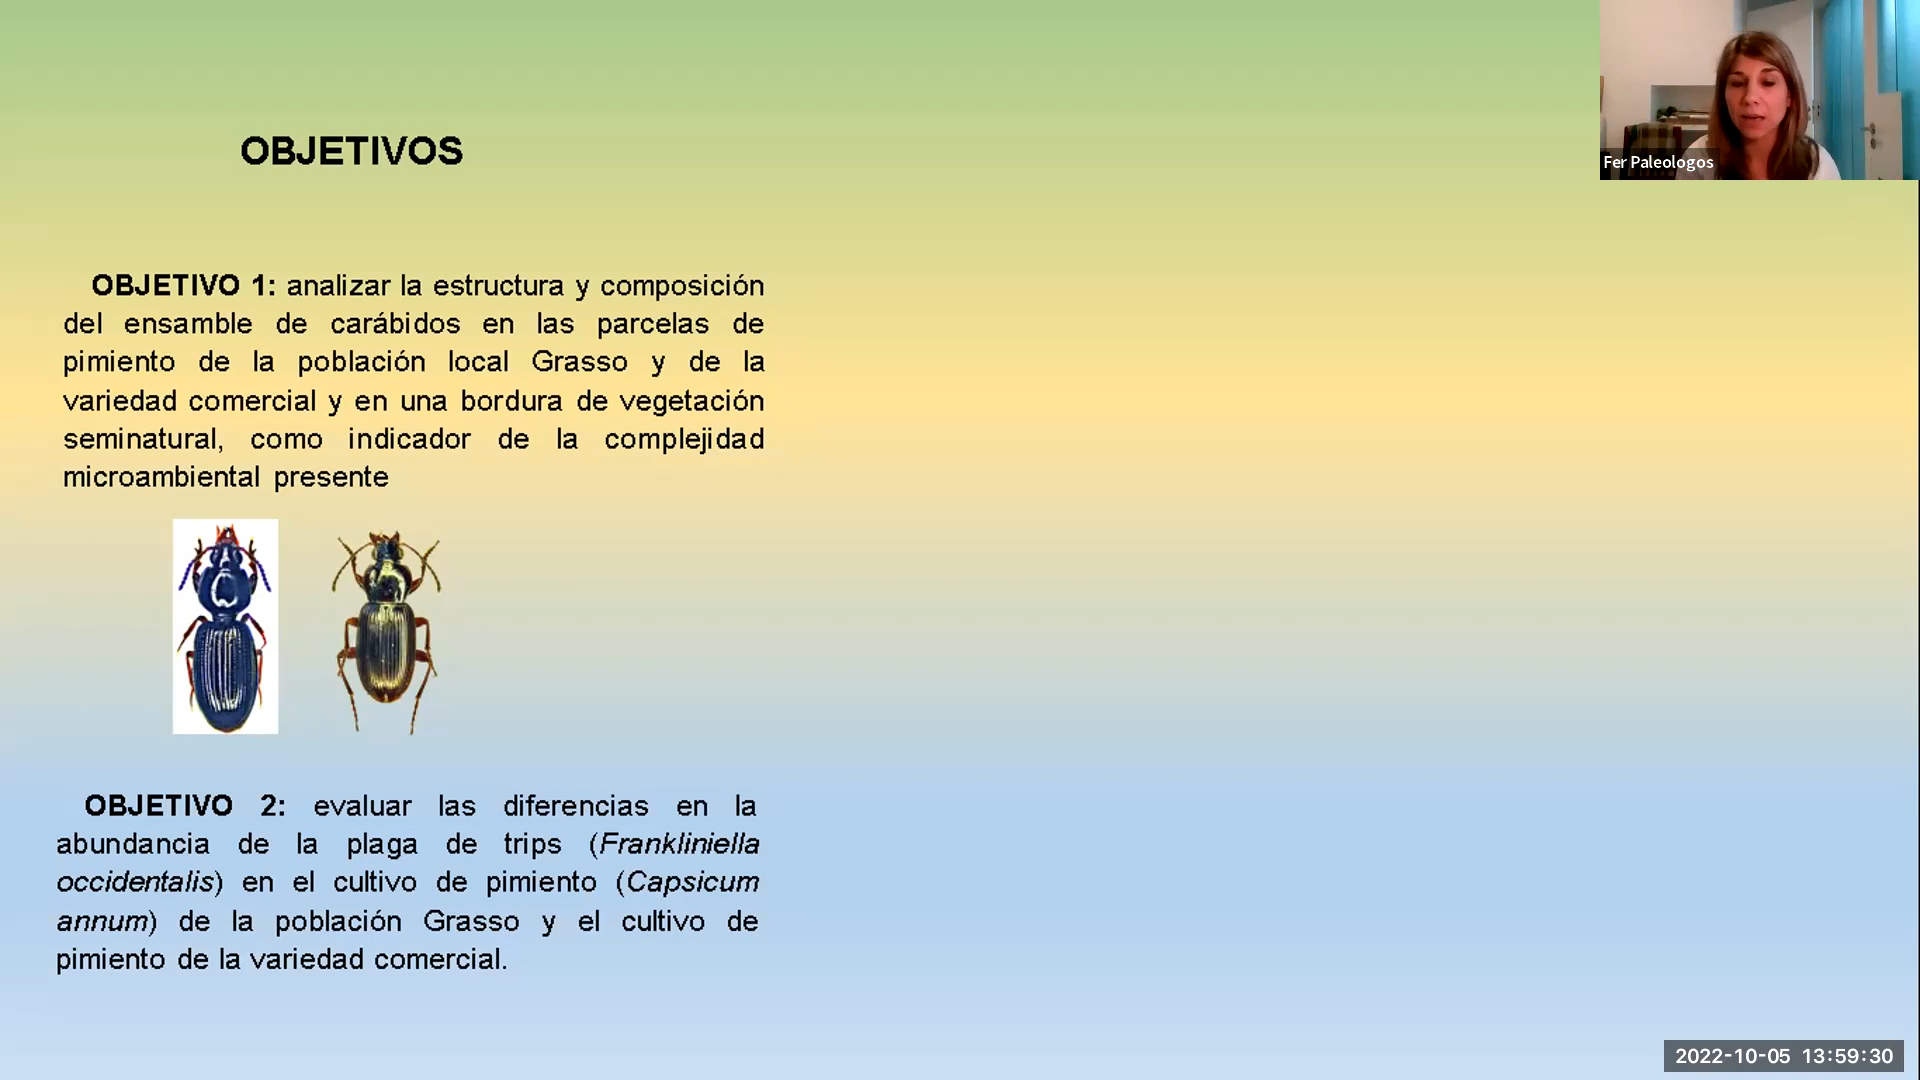 Fer Paleologos
OBJETIVOS
OBJETIVO 1: analizar la estructura y composición
del ensamble de carábidos en las parcelas de
pimiento de la población local Grasso y de la
variedad comercial y en una bordura de vegetación
seminatural, como indicador de la complejidad
microambiental presente
OBJETIVO 2: evaluar las diferencias en la
abundancia de la plaga de trips (Frankliniella
occidentalis) en el cultivo de pimiento (Capsicum
annum) de la población Grasso y el cultivo de
pimiento de la variedad comercial.
2022-10-05 13:59:30